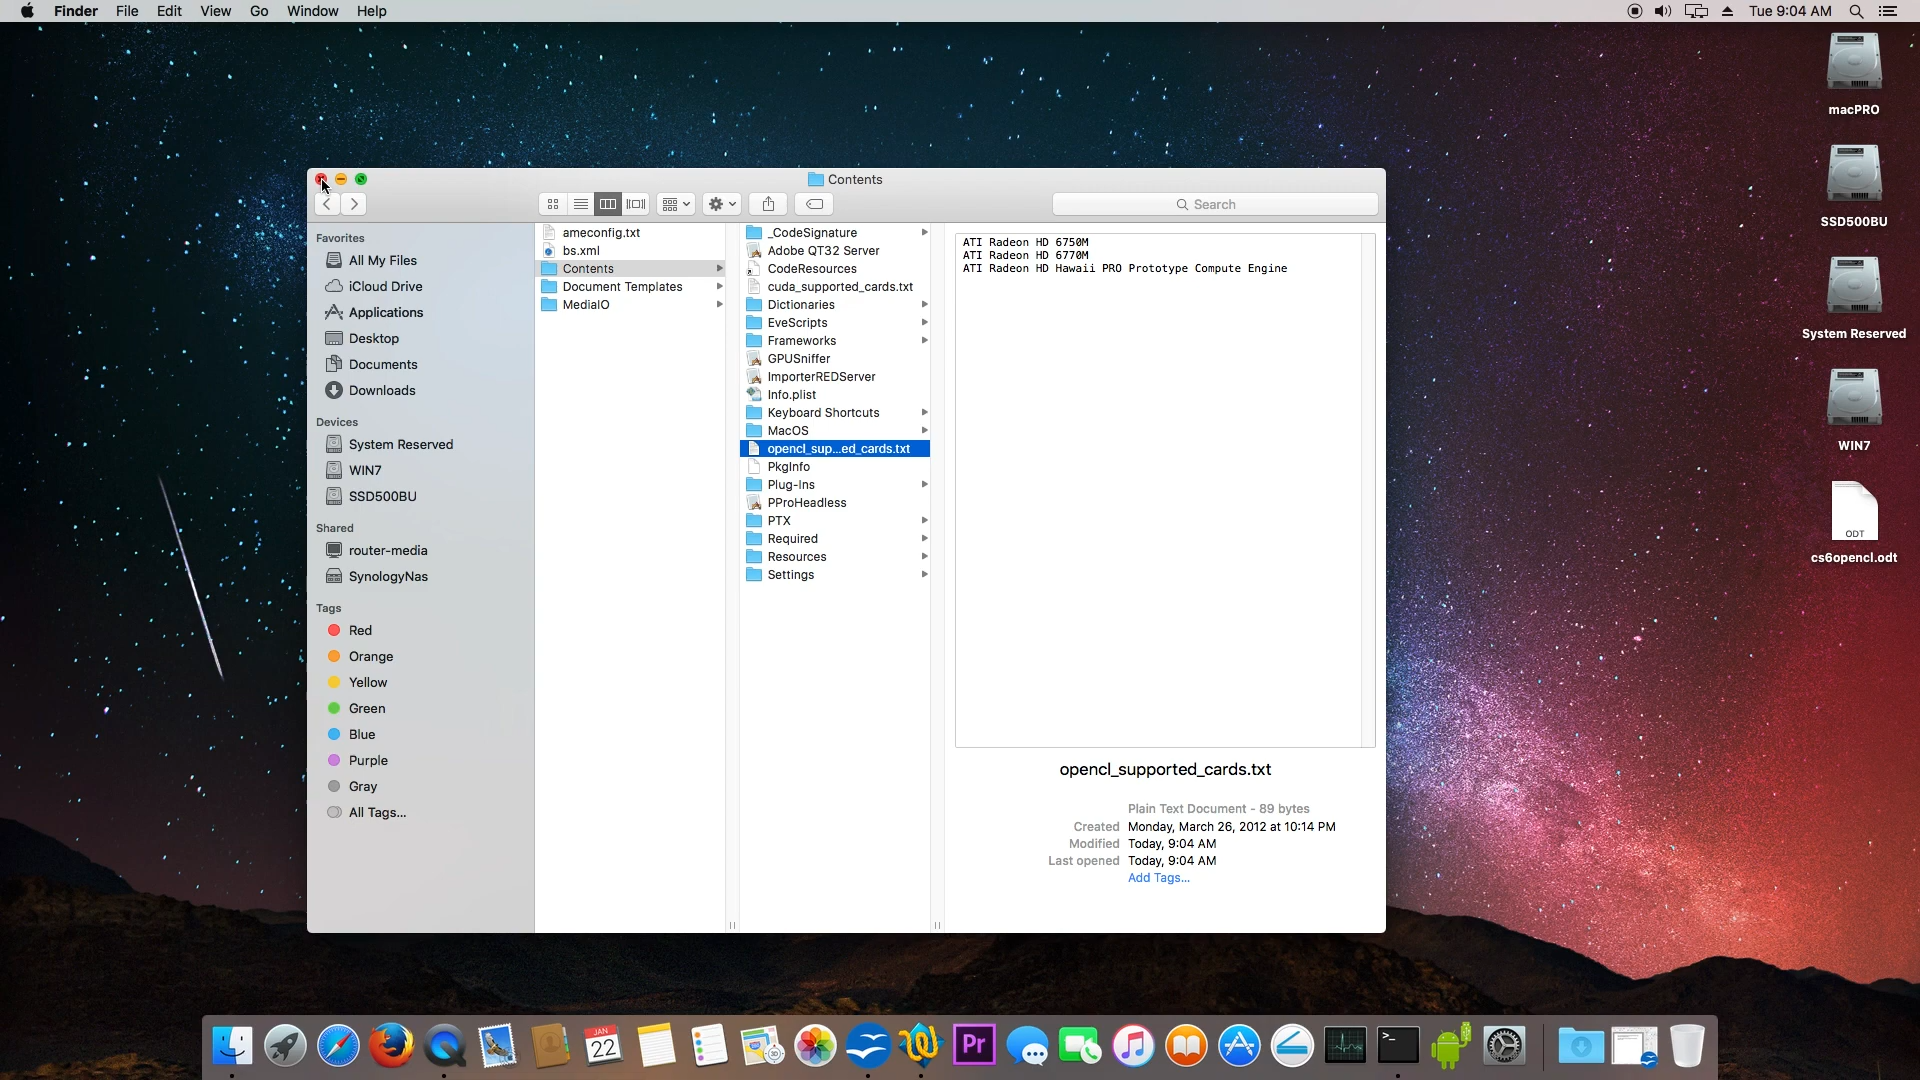 Finder File Edit View Go Window Help
Tue 9:04 AM
Contents
Search
Favorites
All My Files
iCloud Drive
Applications
Desktop
Documents
Downloads
Devices
System Reserved
WIN7
SSD500BU
Shared
router-media
SynologyNas
Tags
Red
Orange
Yellow
Green
Blue
Purple
Gray
All Tags...
ameconfig.txt
bs.xml
Contents
Document Templates
MediaIO
_CodeSignature
Adobe QT32 Server
CodeResources
cuda_supported_cards.txt
Dictionaries
EveScripts
Frameworks
GPUSniffer
ImporterREDServer
Info.plist
Keyboard Shortcuts
MacOS
opencl_sup...ed_cards.txt
PkgInfo
Plug-Ins
PProHeadless
PTX
Required
Resources
Settings
ATI Radeon HD 6750M
ATI Radeon HD 6770M
ATI Radeon HD Hawaii PRO Prototype Compute Engine
opencl_supported_cards.txt
Plain Text Document - 89 bytes
Created Monday, March 26, 2012 at 10:14 PM
Modified Today, 9:04 AM
Last opened Today, 9:04 AM
Add Tags...
macPRO
SSD500BU
System Reserved
WIN7
ODT
cs6opencl.odt
JAN
22
3D
Pr
>_